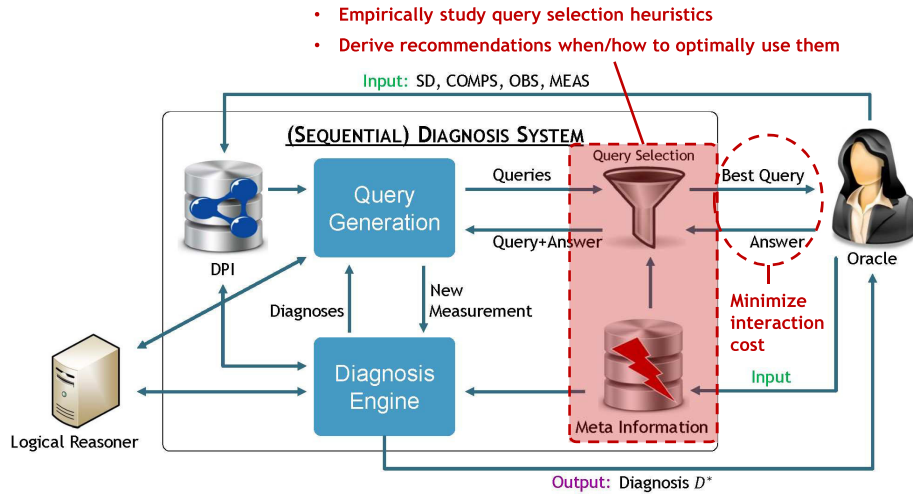 • Empirically study query selection heuristics
• Derive recommendations when/how to optimally use them
Input: SD, COMPS, OBS, MEAS
(SEQUENTIAL) DIAGNOSIS SYSTEM
Query Selection
Query
Generation
Queries
Best Query
Query+Answer
Answer
DPI
Oracle
Diagnoses
New
Measurement
Minimize
interaction
cost
Diagnosis
Engine
Input
Logical Reasoner
Meta Information
Output: Diagnosis D*